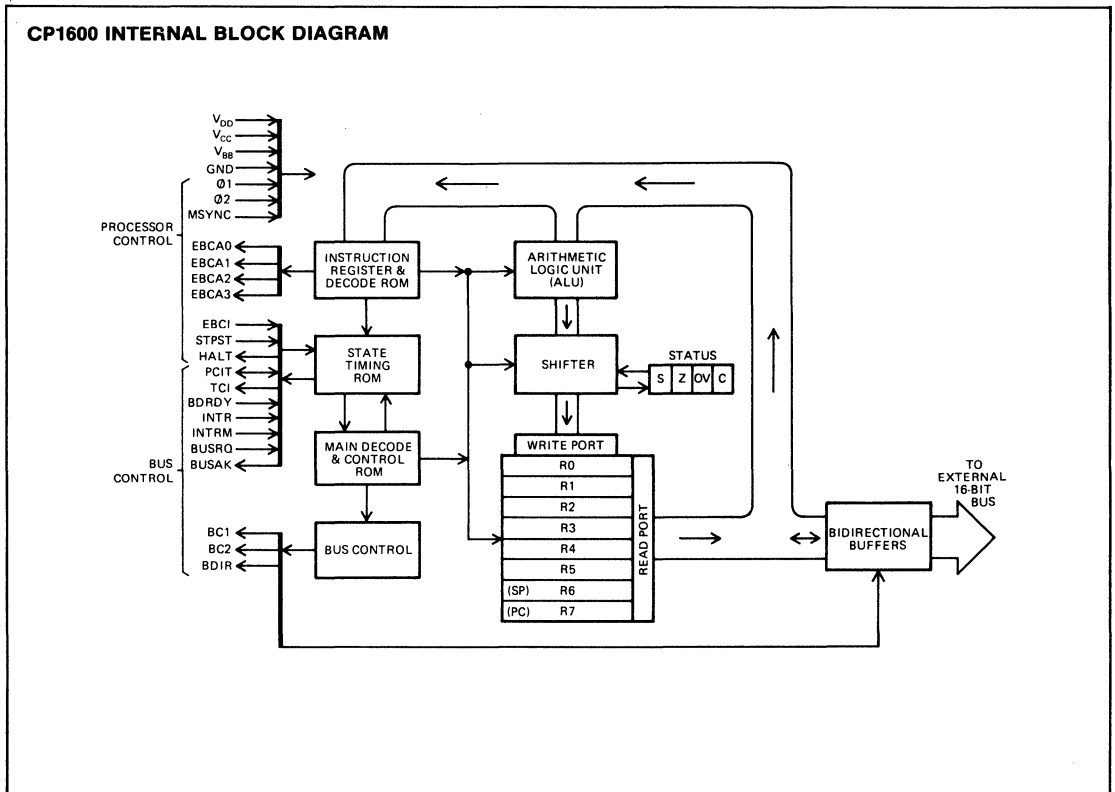 CP1600 INTERNAL BLOCK DIAGRAM
V_DD
V_CC
V_BB
GND
Ø1
Ø2
MSYNC
PROCESSOR
CONTROL
EBCA0
EBCA1
EBCA2
EBCA3
EBCI
STPST
HALT
PCIT
TCI
BDRDY
INTR
INTRM
BUSRQ
BUSAK
BUS
CONTROL
BC1
BC2
BDIR
INSTRUCTION
REGISTER &
DECODE ROM
STATE
TIMING
ROM
MAIN DECODE
& CONTROL
ROM
BUS CONTROL
ARITHMETIC
LOGIC UNIT
(ALU)
SHIFTER
STATUS
S Z OV C
WRITE PORT
R0
R1
R2
R3
R4
R5
(SP) R6
(PC) R7
READ PORT
BIDIRECTIONAL
BUFFERS
TO
EXTERNAL
16-BIT
BUS